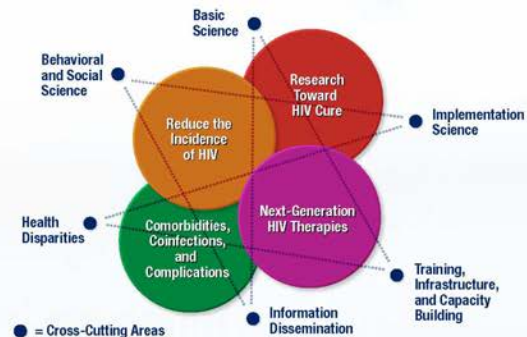 Basic
Science
Behavioral
and Social
Science
Research
Toward
HIV Cure
Reduce the
Incidence
of HIV
Implementation
Science
Health
Disparities
Comorbidities,
Coinfections,
and
Complications
Next-Generation
HIV Therapies
Training,
Infrastructure,
and Capacity
Building
Information
Dissemination
= Cross-Cutting Areas